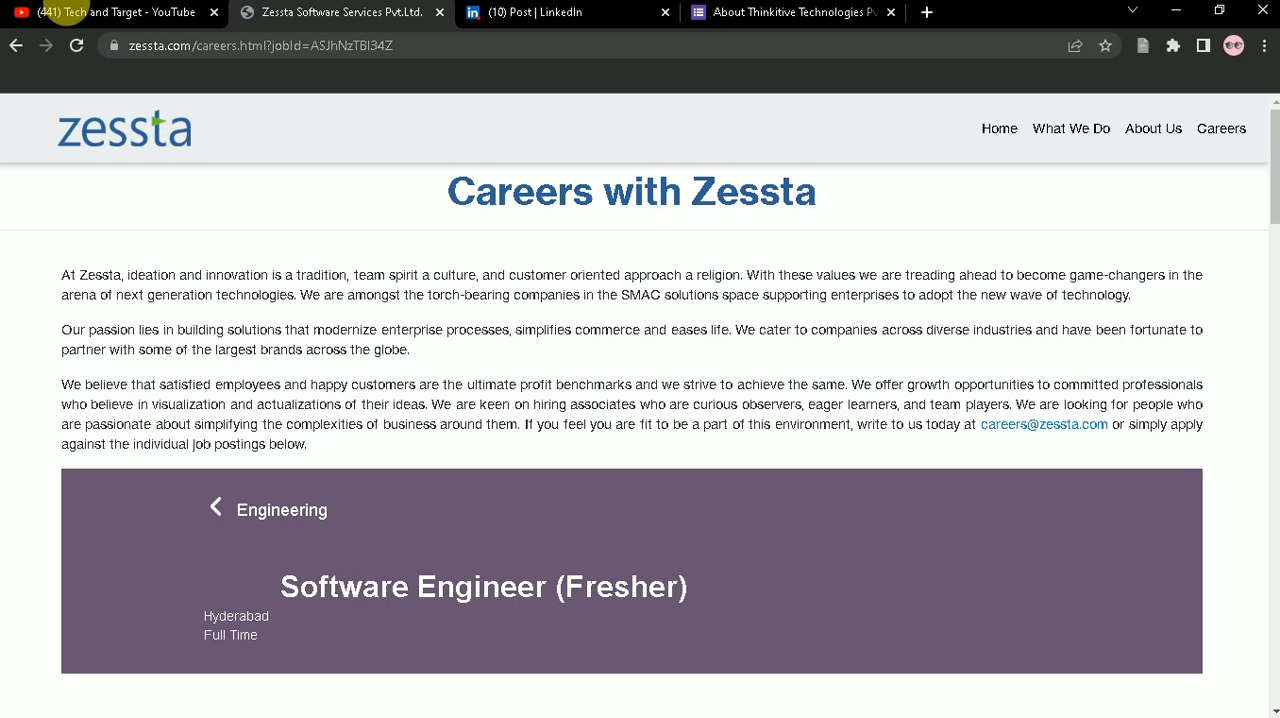 (441) Tech and Target - YouTube
Zessta Software Services Pvt.Ltd.
(10) Post | LinkedIn
About Thinkitive Technologies Pv
zessta.com/careers.html?jobId=ASJhNzTBI34Z
zessta
Home
What We Do
About Us
Careers
Careers with Zessta
At Zessta, ideation and innovation is a tradition, team spirit a culture, and customer oriented approach a religion. With these values we are treading ahead to become game-changers in the
arena of next generation technologies. We are amongst the torch-bearing companies in the SMAC solutions space supporting enterprises to adopt the new wave of technology.
Our passion lies in building solutions that modernize enterprise processes, simplifies commerce and eases life. We cater to companies across diverse industries and have been fortunate to
partner with some of the largest brands across the globe.
We believe that satisfied employees and happy customers are the ultimate profit benchmarks and we strive to achieve the same. We offer growth opportunities to committed professionals
who believe in visualization and actualizations of their ideas. We are keen on hiring associates who are curious observers, eager learners, and team players. We are looking for people who
are passionate about simplifying the complexities of business around them. If you feel you are fit to be a part of this environment, write to us today at careers@zessta.com or simply apply
against the individual job postings below.
Engineering
Software Engineer (Fresher)
Hyderabad
Full Time